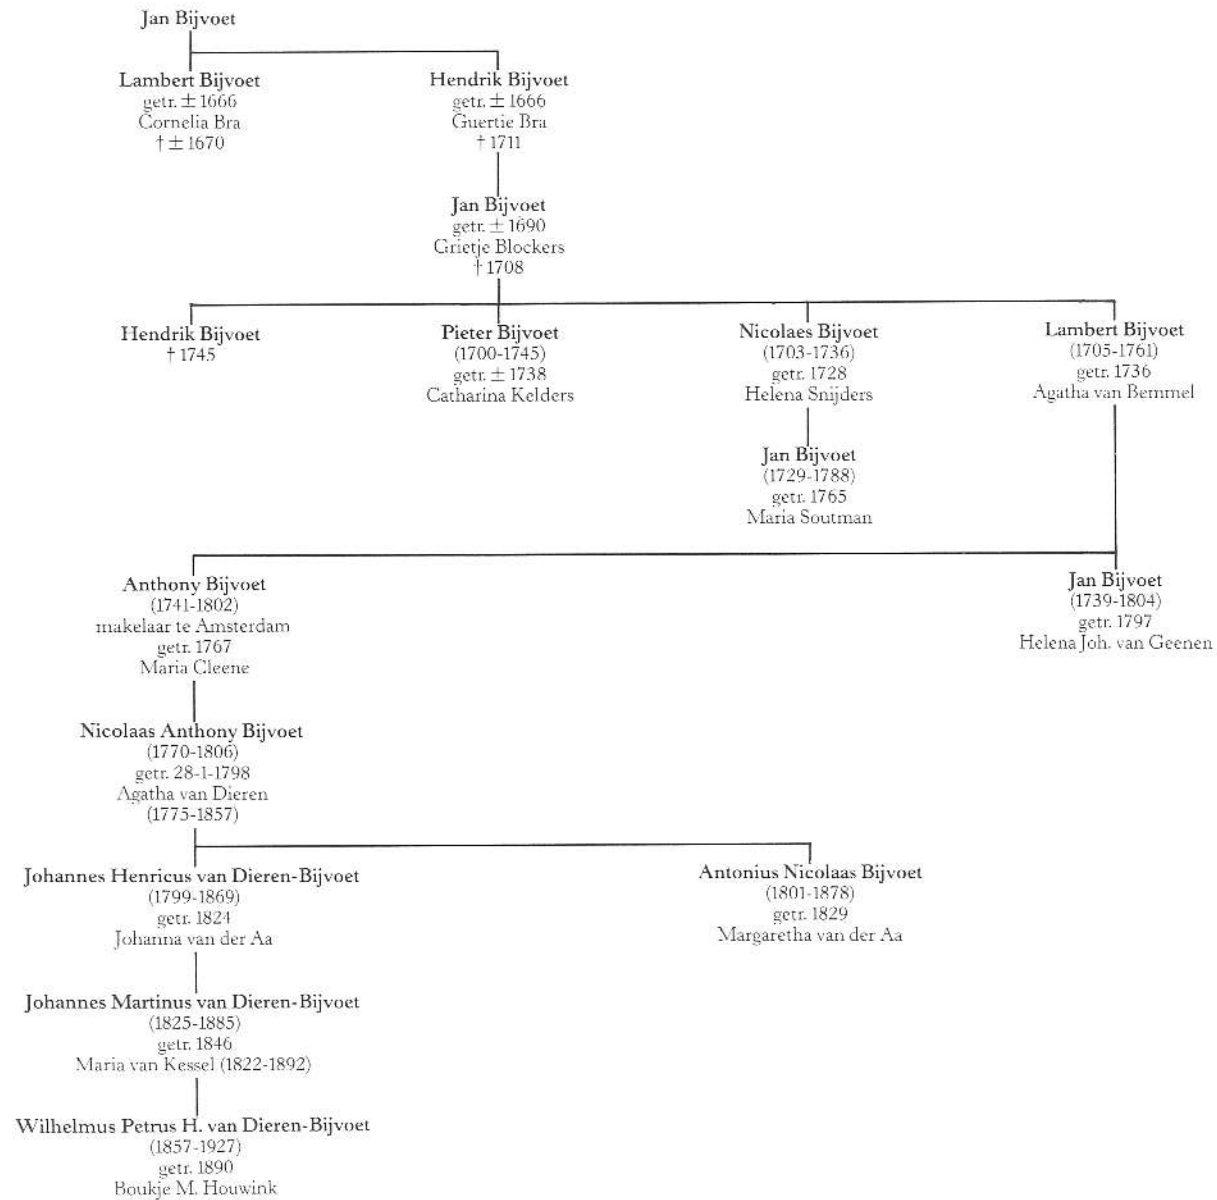 Jan Bijvoet
Lambert Bijvoet
getr. ± 1666
Cornelia Bra
† ± 1670
Hendrik Bijvoet
getr. ± 1666
Guertie Bra
† 1711
Jan Bijvoet
getr. ± 1690
Grietje Blockers
† 1708
Hendrik Bijvoet
† 1745
Pieter Bijvoet
(1700-1745)
getr. ± 1738
Catharina Kelders
Nicolaes Bijvoet
(1703-1736)
getr. 1728
Helena Snijders
Lambert Bijvoet
(1705-1761)
getr. 1736
Agatha van Bemmel
Jan Bijvoet
(1729-1788)
getr. 1765
Maria Soutman
Anthony Bijvoet
(1741-1802)
makelaar te Amsterdam
getr. 1767
Maria Cleene
Jan Bijvoet
(1739-1804)
getr. 1797
Helena Joh. van Geenen
Nicolaas Anthony Bijvoet
(1770-1806)
getr. 28-1-1798
Agatha van Dieren
(1775-1857)
Johannes Henricus van Dieren-Bijvoet
(1799-1869)
getr. 1824
Johanna van der Aa
Antonius Nicolaas Bijvoet
(1801-1878)
getr. 1829
Margaretha van der Aa
Johannes Martinus van Dieren-Bijvoet
(1825-1885)
getr. 1846
Maria van Kessel (1822-1892)
Wilhelmus Petrus H. van Dieren-Bijvoet
(1857-1927)
getr. 1890
Boukje M. Houwink